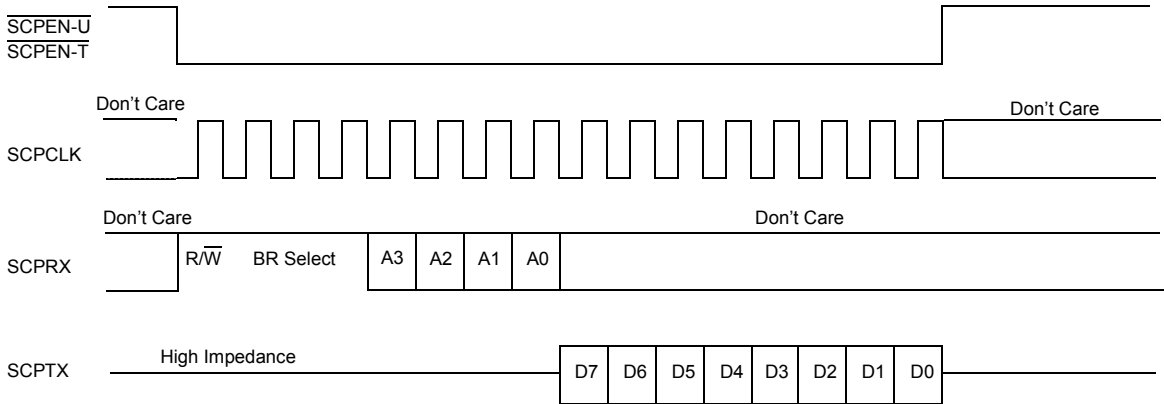 SCPEN-U
SCPEN-T
Don't Care
Don't Care
SCPCLK
Don't Care
Don't Care
SCPRX
R/W BR Select A3 A2 A1 A0
SCPTX
High Impedance
D7 D6 D5 D4 D3 D2 D1 D0